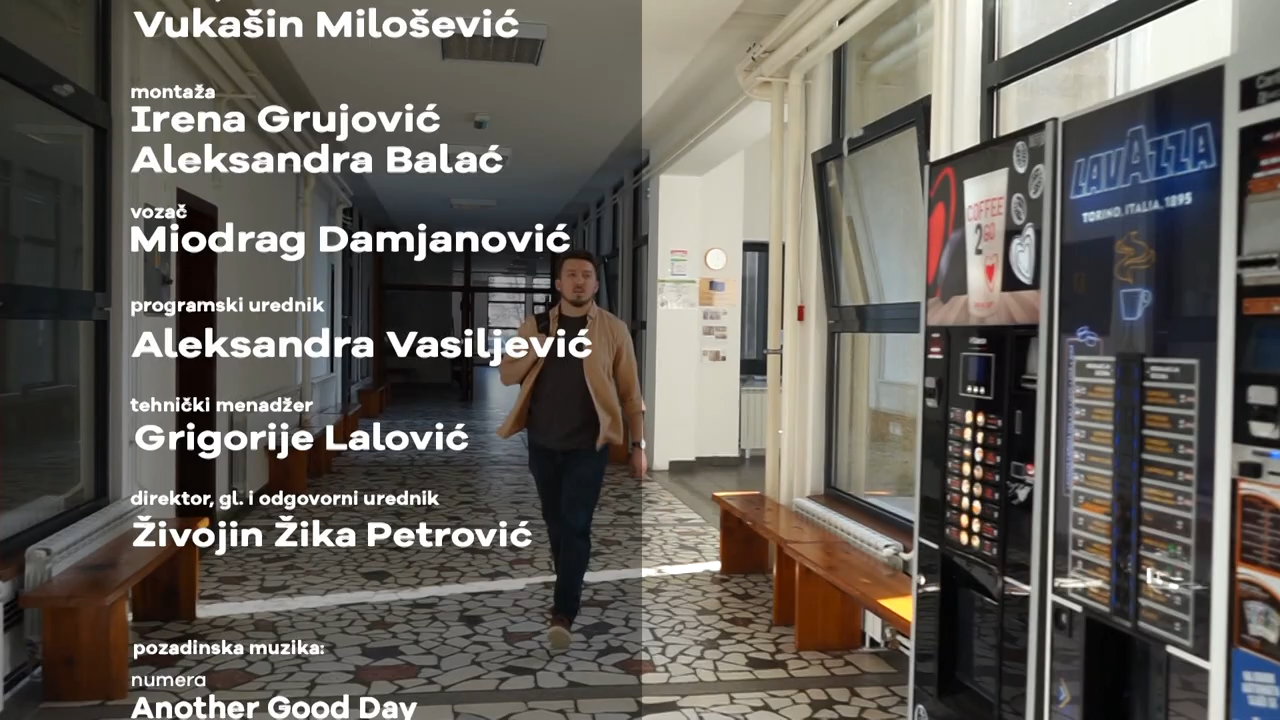 Vukašin Milošević
montaža
Irena Grujović
Aleksandra Balać
vozač
Miodrag Damjanović
programski urednik
Aleksandra Vasiljević
tehnički menadžer
Grigorije Lalović
direktor, gl. i odgovorni urednik
Živojin Žika Petrović
pozadinska muzika:
numera
Another Good Day
COFFEE
2 GO
LAVAZZA
TORINO, ITALIA, 1895